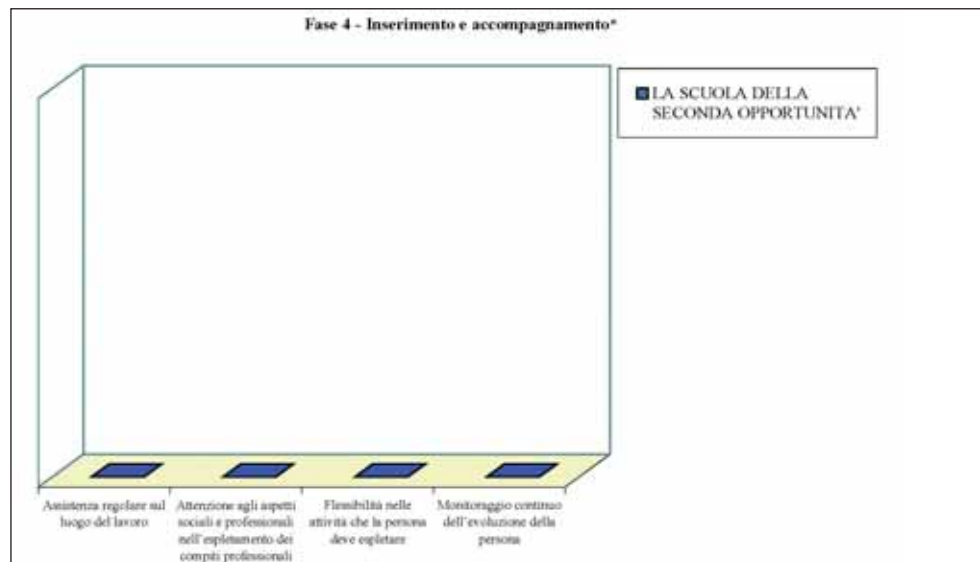 Fase 4 - Inserimento e accompagnamento*
LA SCUOLA DELLA
SECONDA OPPORTUNITA'
Assistenza regolare sul
luogo del lavoro
Attenzione agli aspetti
sociali e professionali
nell'espletamento dei
compiti professionali
Flessibilità nelle
attività che la persona
deve espletare
Monitoraggio continuo
dell'evoluzione della
persona